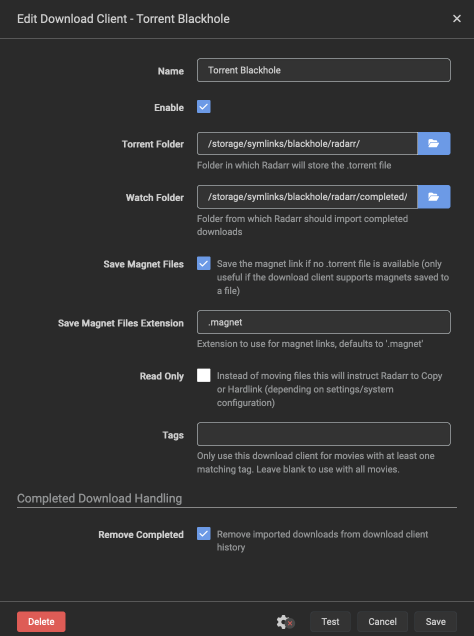 Edit Download Client - Torrent Blackhole
Name
Torrent Blackhole
Enable
Torrent Folder
/storage/symlinks/blackhole/radarr/
Folder in which Radarr will store the .torrent file
Watch Folder
/storage/symlinks/blackhole/radarr/completed/
Folder from which Radarr should import completed
downloads
Save Magnet Files
Save the magnet link if no .torrent file is available (only
useful if the download client supports magnets saved to
a file)
Save Magnet Files Extension
.magnet
Extension to use for magnet links, defaults to '.magnet'
Read Only
Instead of moving files this will instruct Radarr to Copy
or Hardlink (depending on settings/system
configuration)
Tags
Only use this download client for movies with at least one
matching tag. Leave blank to use with all movies.
Completed Download Handling
Remove Completed
Remove imported downloads from download client
history
Delete
Test
Cancel
Save